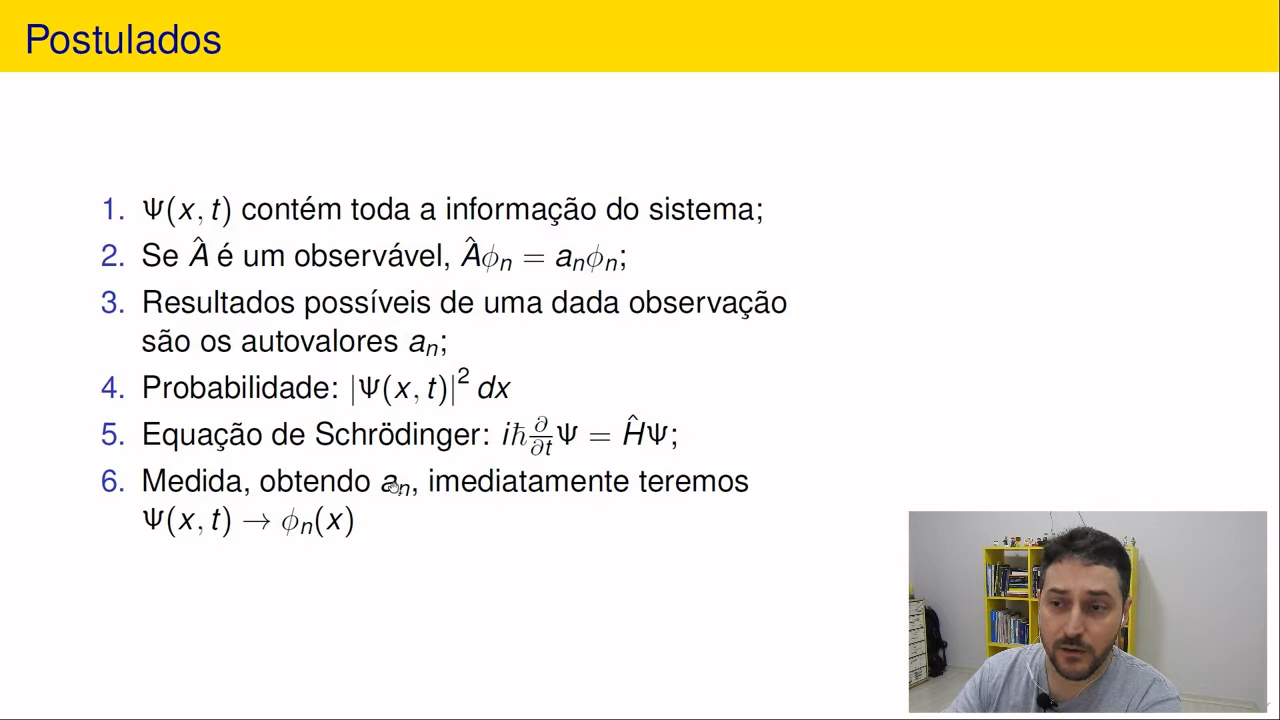 Postulados
1. Ψ(x, t) contém toda a informação do sistema;
2. Se Â é um observável, Âϕₙ = aₙϕₙ;
3. Resultados possíveis de uma dada observação
são os autovalores aₙ;
4. Probabilidade: |Ψ(x, t)|² dx
5. Equação de Schrödinger: iħ ∂/∂t Ψ = ĤΨ;
6. Medida, obtendo aₙ, imediatamente teremos
Ψ(x, t) → ϕₙ(x)